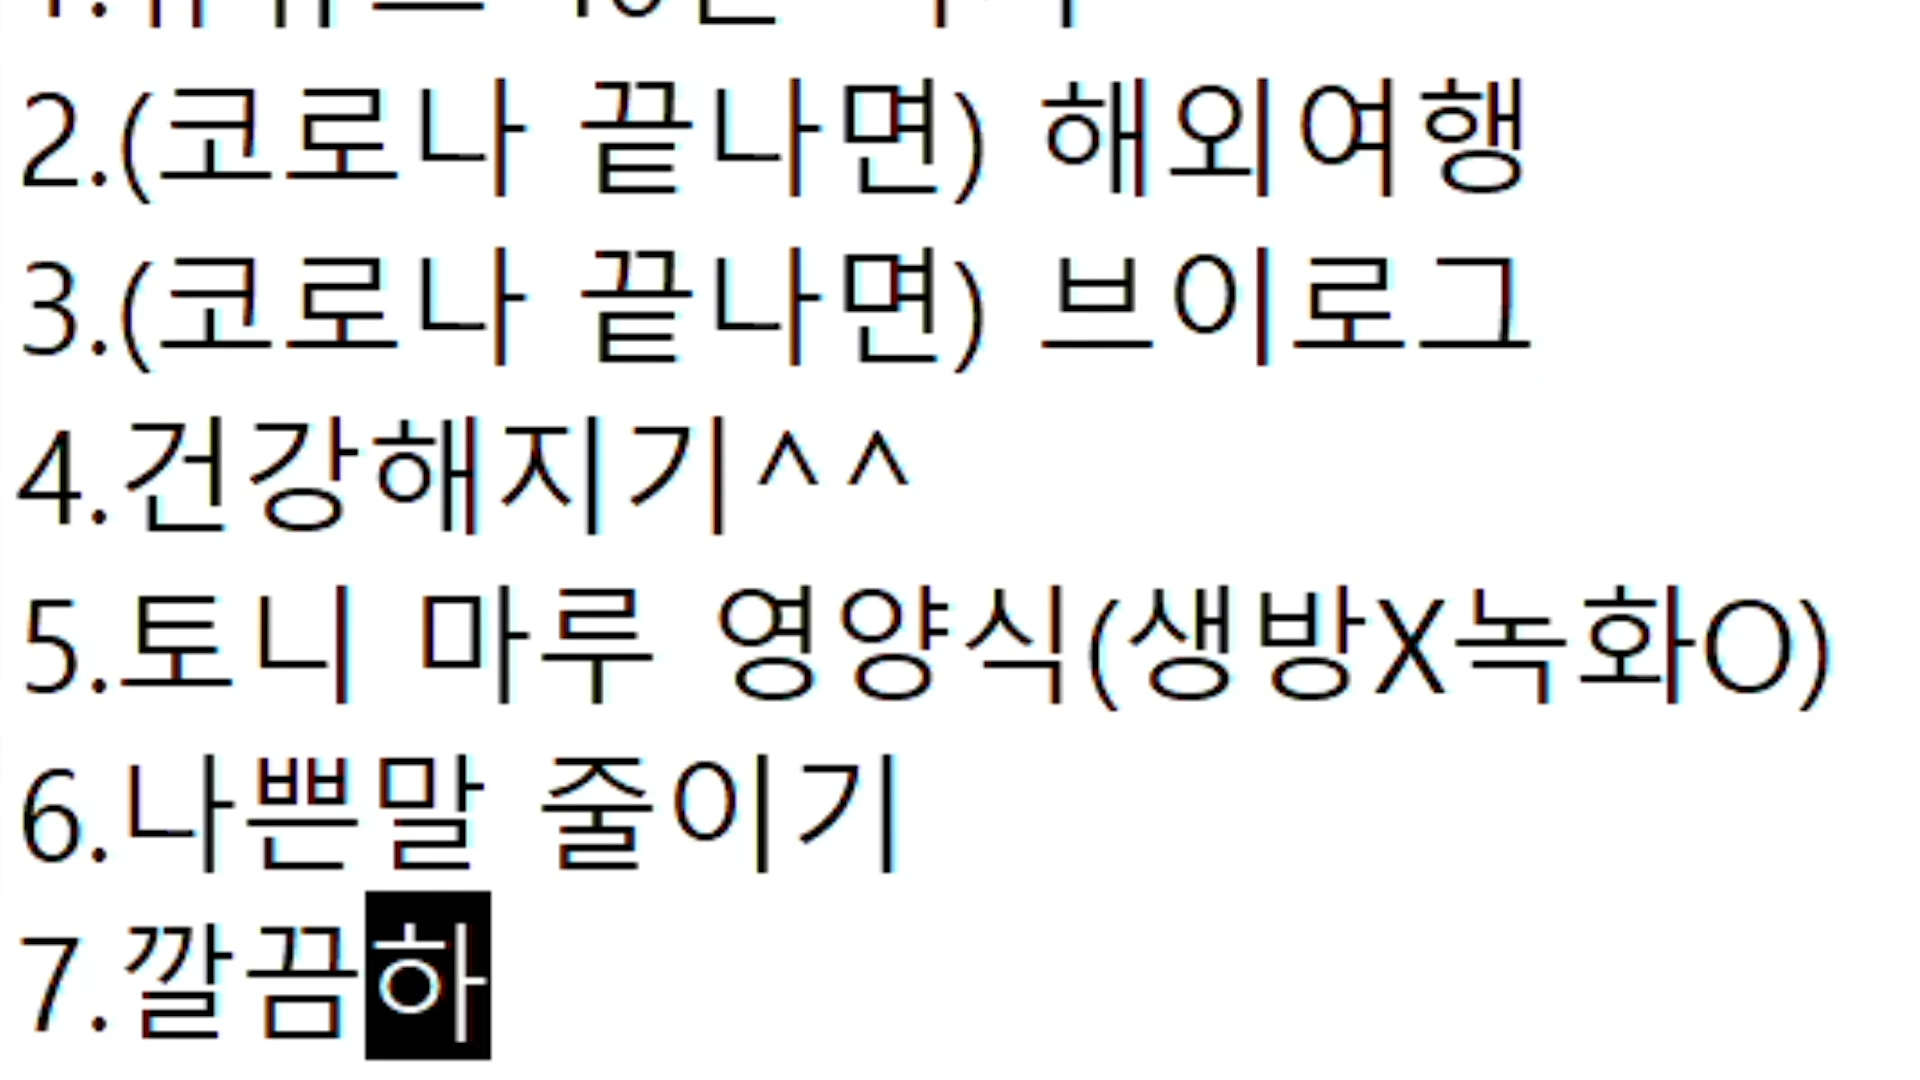 2.(코로나 끝나면) 해외여행
3.(코로나 끝나면) 브이로그
4.건강해지기^^
5.토니 마루 영양식(생방X녹화O)
6.나쁜말 줄이기
7.깔끔하